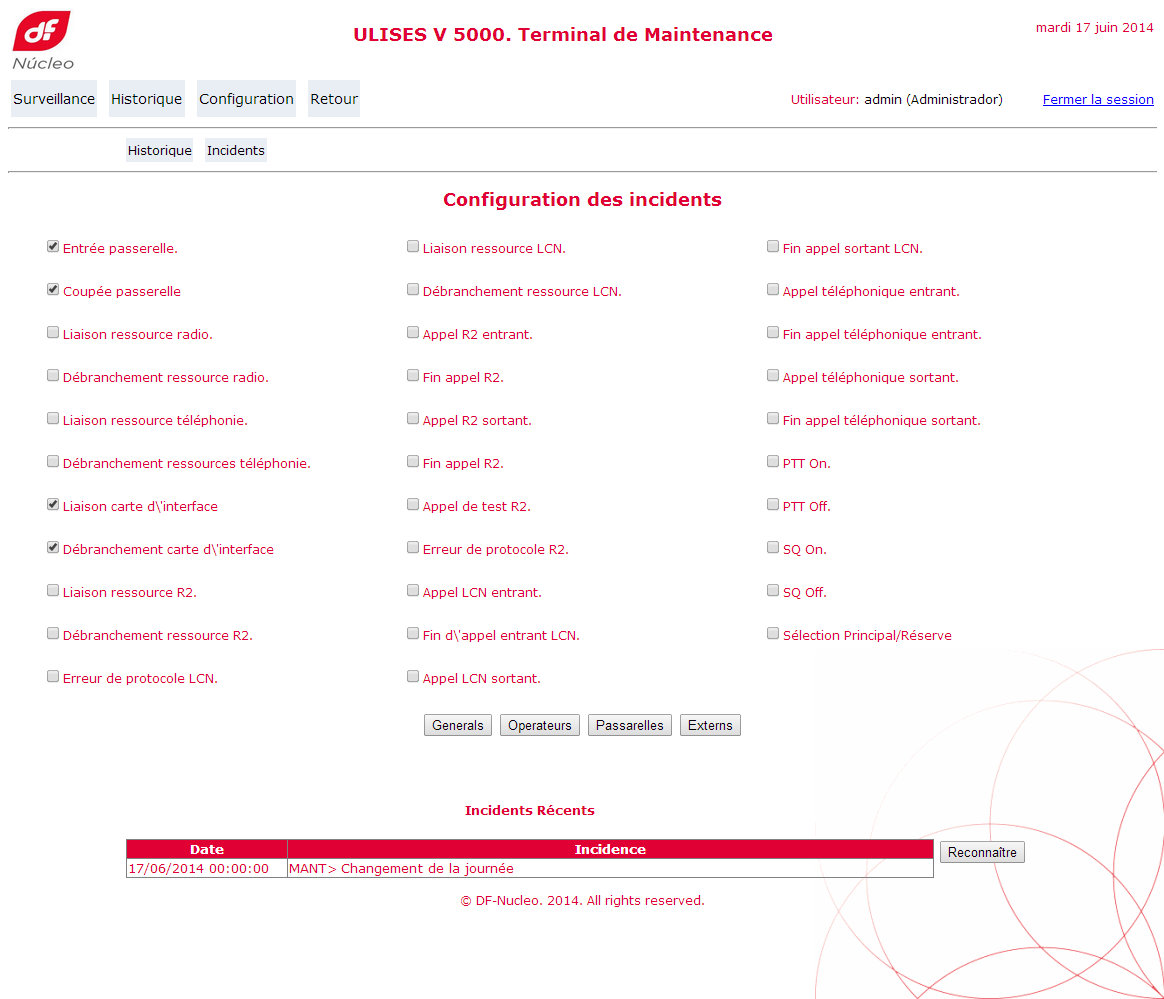 df
Núcleo
ULISES V 5000. Terminal de Maintenance
mardi 17 juin 2014
Surveillance Historique Configuration Retour
Utilisateur: admin (Administrador) Fermer la session
Historique Incidents
Configuration des incidents
Entrée passerelle. Liaison ressource LCN. Fin appel sortant LCN.
Coupée passerelle Débranchement ressource LCN. Appel téléphonique entrant.
Liaison ressource radio. Appel R2 entrant. Fin appel téléphonique entrant.
Débranchement ressource radio. Fin appel R2. Appel téléphonique sortant.
Liaison ressource téléphonie. Appel R2 sortant. Fin appel téléphonique sortant.
Débranchement ressources téléphonie. Fin appel R2. PTT On.
Liaison carte d\'interface Appel de test R2. PTT Off.
Débranchement carte d\'interface Erreur de protocole R2. SQ On.
Liaison ressource R2. Appel LCN entrant. SQ Off.
Débranchement ressource R2. Fin d\'appel entrant LCN. Sélection Principal/Réserve
Erreur de protocole LCN. Appel LCN sortant.
Generals Operateurs Passarelles Externs
Incidents Récents
Date Incidence
17/06/2014 00:00:00 MANT> Changement de la journée
Reconnaître
© DF-Nucleo. 2014. All rights reserved.